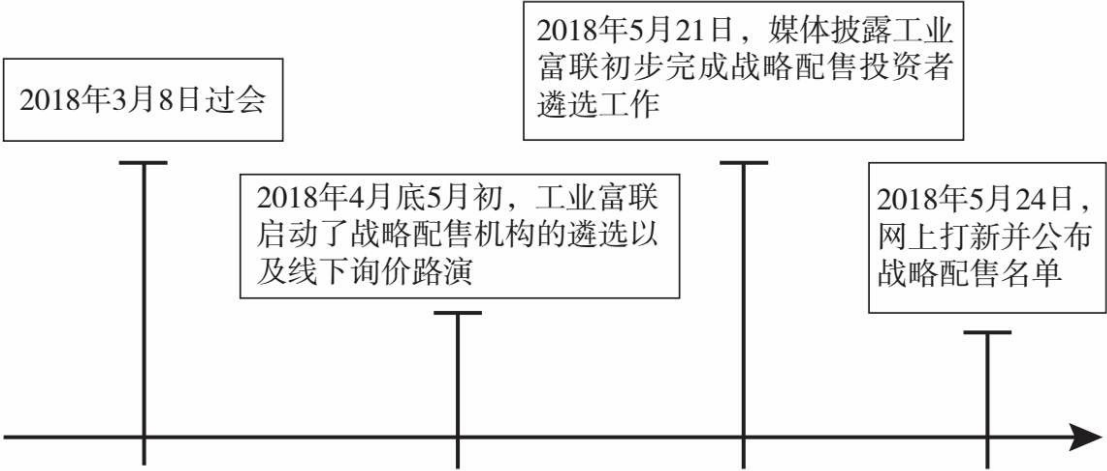 2018年3月8日过会
2018年4月底5月初，工业富联
启动了战略配售机构的遴选以
及线下询价路演
2018年5月21日，媒体披露工业
富联初步完成战略配售投资者
遴选工作
2018年5月24日，
网上打新并公布
战略配售名单